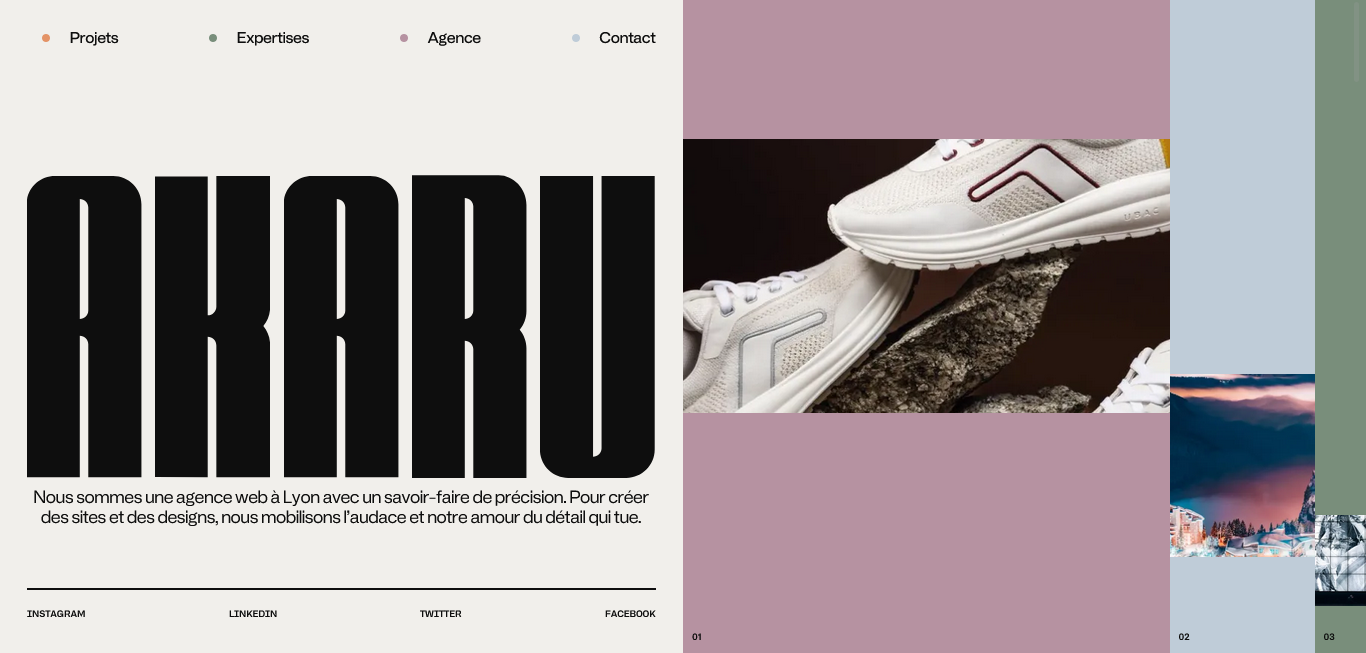 Projets
Expertises
Agence
Contact
AKARU
Nous sommes une agence web à Lyon avec un savoir-faire de précision. Pour créer
des sites et des designs, nous mobilisons l’audace et notre amour du détail qui tue.
INSTAGRAM
LINKEDIN
TWITTER
FACEBOOK
UBAC
01
02
03